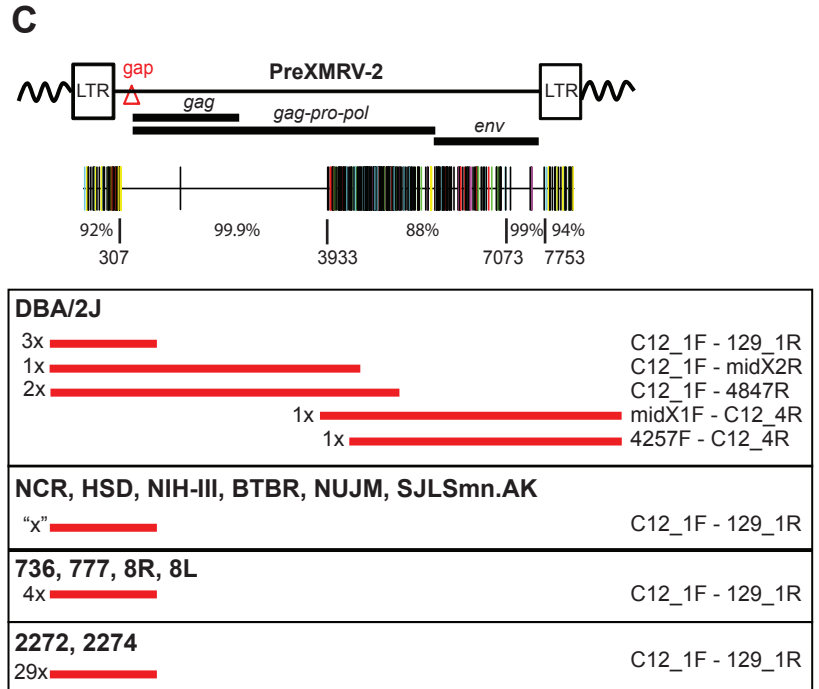 C
gap
PreXMRV-2
LTR
LTR
gag
gag-pro-pol
env
92%
99.9%
88%
99%
94%
307
3933
7073
7753
DBA/2J
3x C12_1F - 129_1R
1x C12_1F - midX2R
2x C12_1F - 4847R
1x midX1F - C12_4R
1x 4257F - C12_4R
NCR, HSD, NIH-III, BTBR, NUJM, SJLSmn.AK
“x” C12_1F - 129_1R
736, 777, 8R, 8L
4x C12_1F - 129_1R
2272, 2274
29x C12_1F - 129_1R